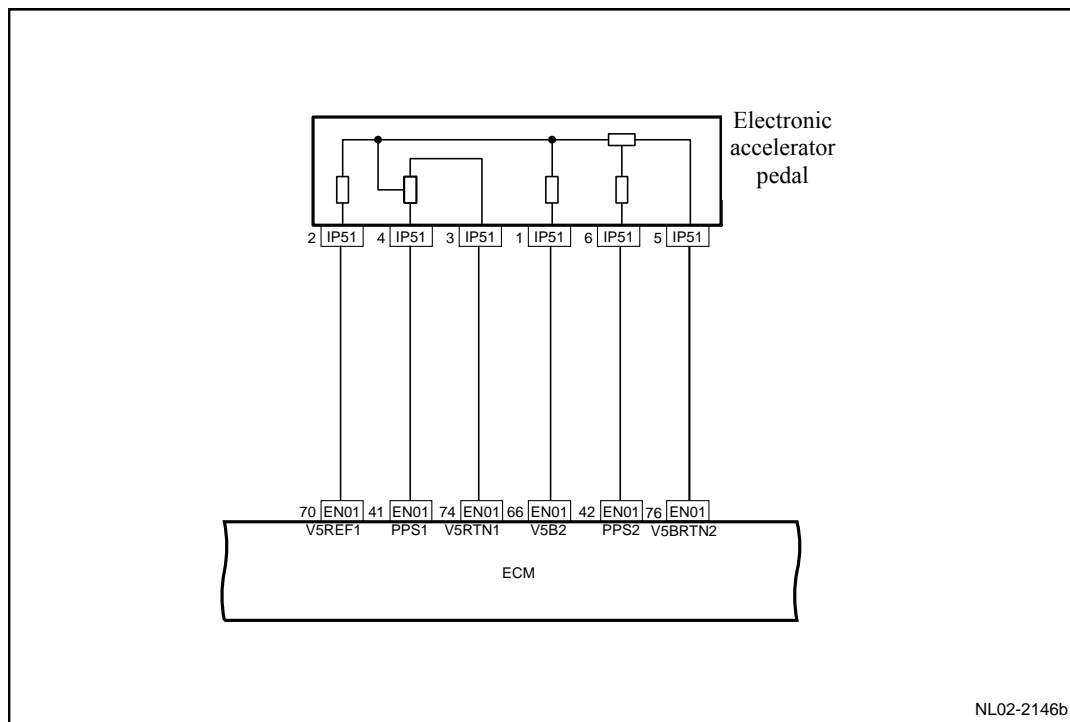 Electronic
accelerator
pedal
2 IP51 4 IP51 3 IP51 1 IP51 6 IP51 5 IP51
70 EN01 41 EN01 74 EN01 66 EN01 42 EN01 76 EN01
V5REF1 PPS1 V5RTN1 V5B2 PPS2 V5BRTN2
ECM
NL02-2146b